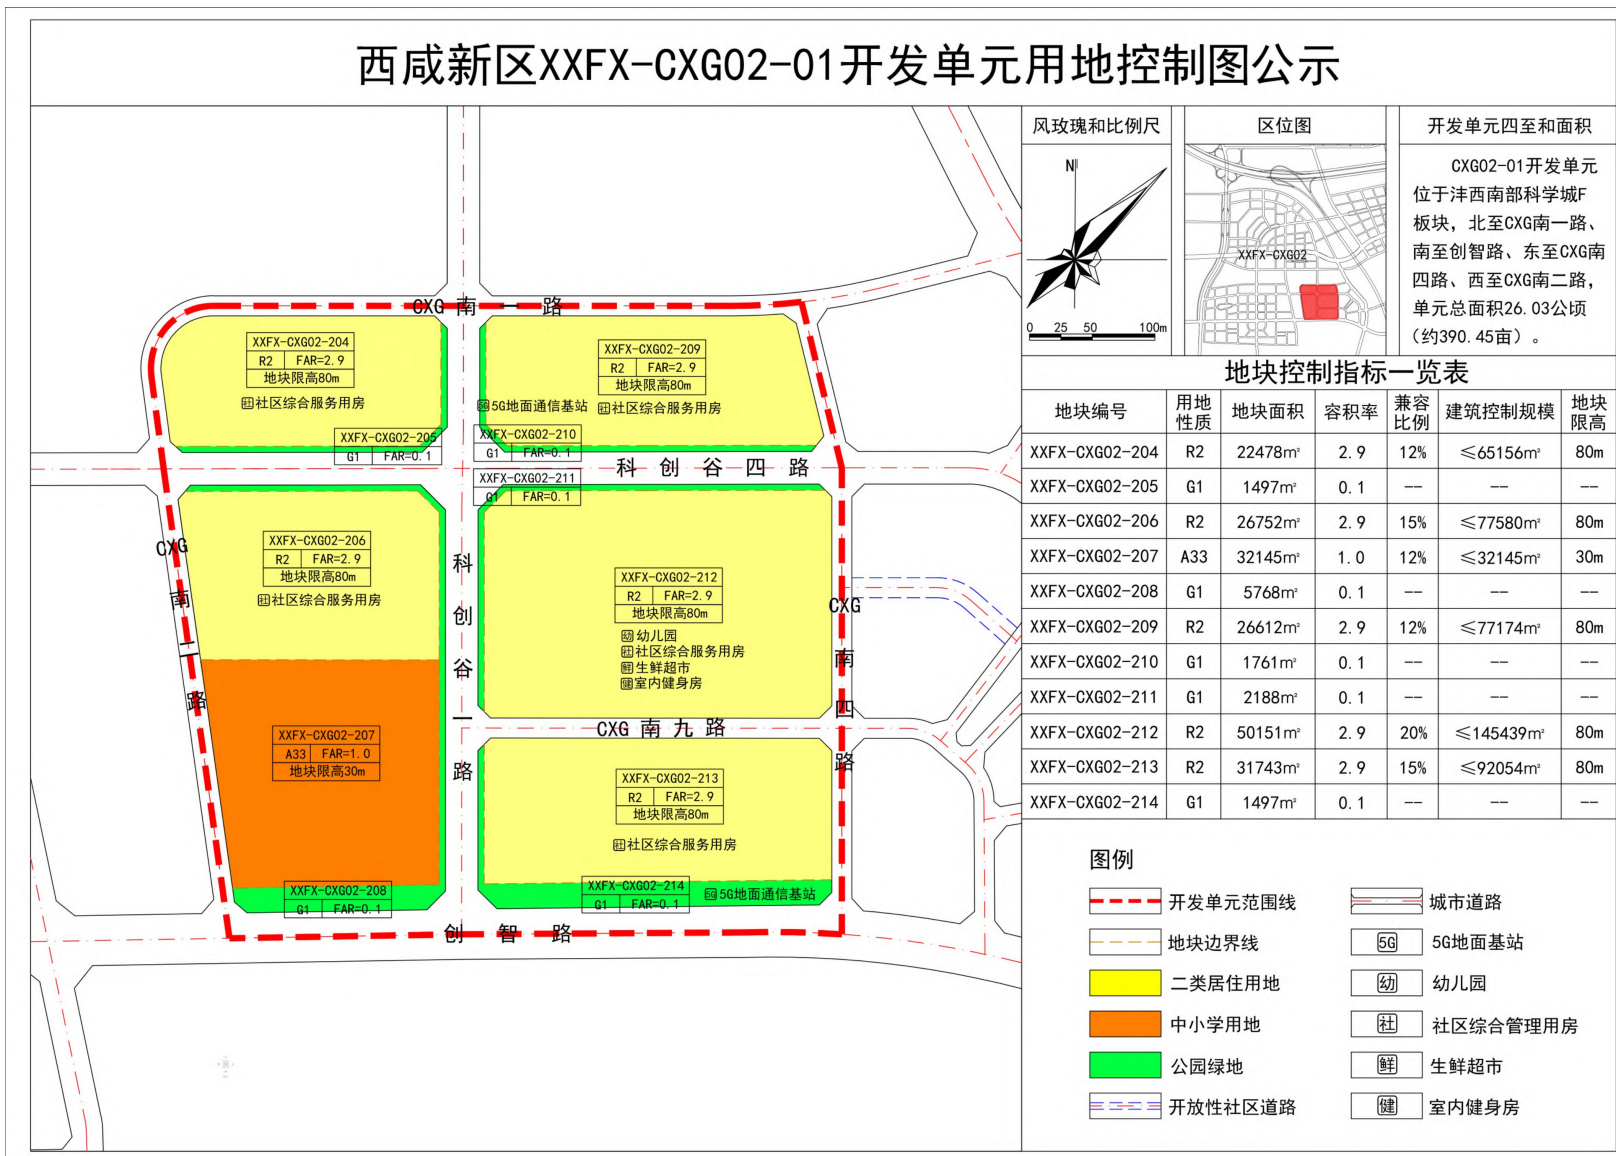 西咸新区XXFX-CXG02-01开发单元用地控制图公示
风玫瑰和比例尺
N
0 25 50 100m
区位图
XXFX-CXG02
开发单元四至和面积
CXG02-01开发单元
位于沣西南部科学城F
板块，北至CXG南一路、
南至创智路、东至CXG南
四路、西至CXG南二路，
单元总面积26.03公顷
（约390.45亩）。
CXG 南 一 路
XXFX-CXG02-204
R2 FAR=2.9
地块限高80m
社 社区综合服务用房
XXFX-CXG02-209
R2 FAR=2.9
地块限高80m
5G 5G地面通信基站
社 社区综合服务用房
XXFX-CXG02-205
G1 FAR=0.1
XXFX-CXG02-210
G1 FAR=0.1
科 创 谷 四 路
XXFX-CXG02-211
G1 FAR=0.1
XXFX-CXG02-206
R2 FAR=2.9
地块限高80m
社 社区综合服务用房
CXG 南 二 路
科 创 谷 一 路
XXFX-CXG02-212
R2 FAR=2.9
地块限高80m
幼 幼儿园
社 社区综合服务用房
鲜 生鲜超市
健 室内健身房
CXG 南 四 路
CXG 南 九 路
XXFX-CXG02-207
A33 FAR=1.0
地块限高30m
XXFX-CXG02-213
R2 FAR=2.9
地块限高80m
社 社区综合服务用房
XXFX-CXG02-208
G1 FAR=0.1
XXFX-CXG02-214
G1 FAR=0.1
5G 5G地面通信基站
创 智 路
地块控制指标一览表
地块编号 用地性质 地块面积 容积率 兼容比例 建筑控制规模 地块限高
XXFX-CXG02-204 R2 22478㎡ 2.9 12% ≤65156㎡ 80m
XXFX-CXG02-205 G1 1497㎡ 0.1 -- -- --
XXFX-CXG02-206 R2 26752㎡ 2.9 15% ≤77580㎡ 80m
XXFX-CXG02-207 A33 32145㎡ 1.0 12% ≤32145㎡ 30m
XXFX-CXG02-208 G1 5768㎡ 0.1 -- -- --
XXFX-CXG02-209 R2 26612㎡ 2.9 12% ≤77174㎡ 80m
XXFX-CXG02-210 G1 1761㎡ 0.1 -- -- --
XXFX-CXG02-211 G1 2188㎡ 0.1 -- -- --
XXFX-CXG02-212 R2 50151㎡ 2.9 20% ≤145439㎡ 80m
XXFX-CXG02-213 R2 31743㎡ 2.9 15% ≤92054㎡ 80m
XXFX-CXG02-214 G1 1497㎡ 0.1 -- -- --
图例
开发单元范围线
城市道路
地块边界线
5G 5G地面基站
二类居住用地
幼 幼儿园
中小学用地
社 社区综合管理用房
公园绿地
鲜 生鲜超市
开放性社区道路
健 室内健身房